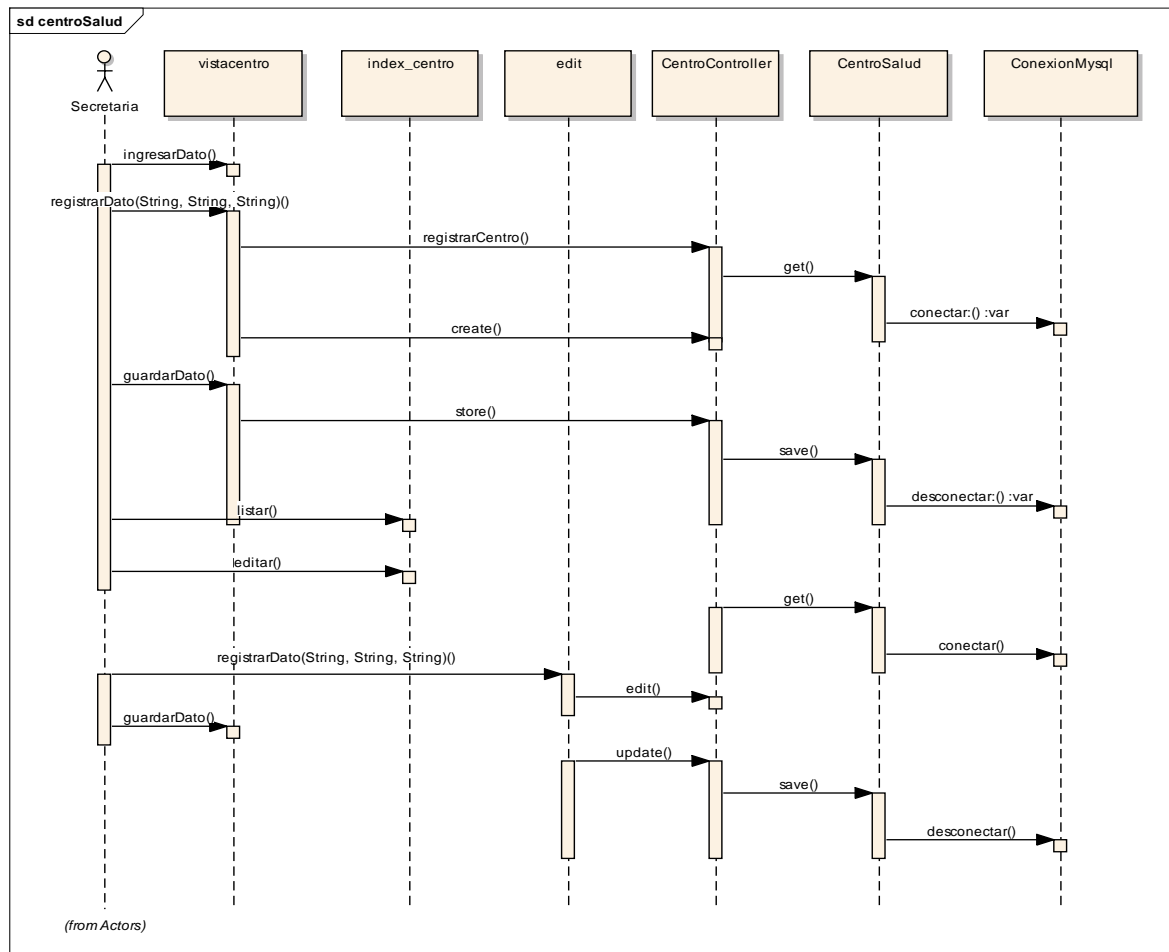 sd centroSalud
vistacentro
index_centro
edit
CentroController
CentroSalud
ConexionMysql
Secretaria
ingresarDato()
registrarDato(String, String, String)()
registrarCentro()
get()
conectar:() :var
create()
guardarDato()
store()
save()
desconectar:() :var
listar()
editar()
get()
conectar()
registrarDato(String, String, String)()
edit()
guardarDato()
update()
save()
desconectar()
(from Actors)